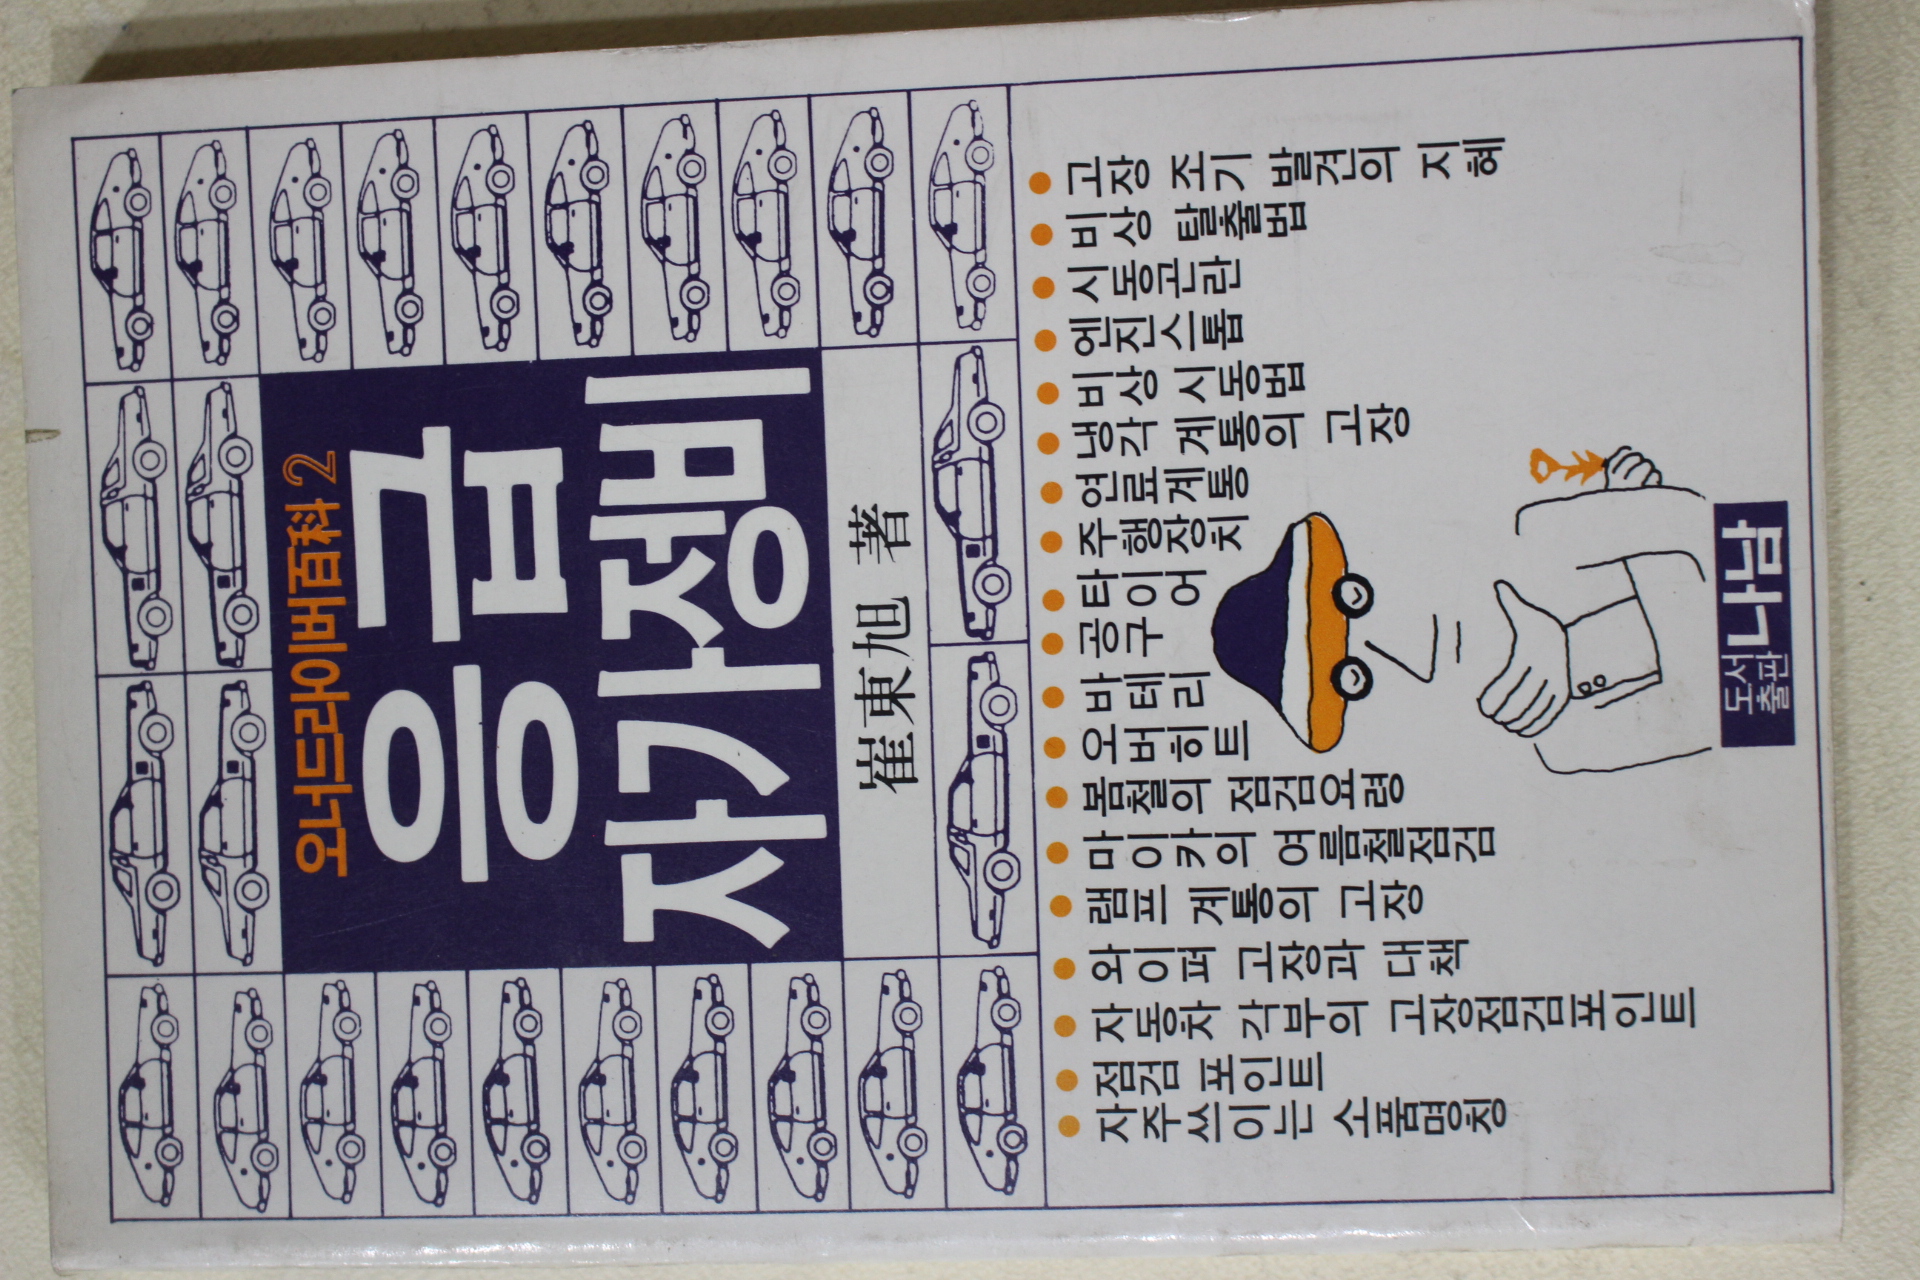 오너드라이버百科 2
응급
자가정비
崔東旭 著
● 고장 조기 발견의 지혜
● 비상 탈출법
● 시동곤란
● 엔진스톱
● 비상 시동법
● 냉각 계통의 고장
● 연료계통
● 주행장치
● 타이어
● 공구
● 바테리
● 오버히트
● 봄철의 점검요령
● 마이카의 여름철점검
● 램프 계통의 고장
● 와이퍼 고장과 대책
● 자동차 각부의 고장점검포인트
● 점검 포인트
● 자주 쓰이는 소품명칭
도서출판 나남